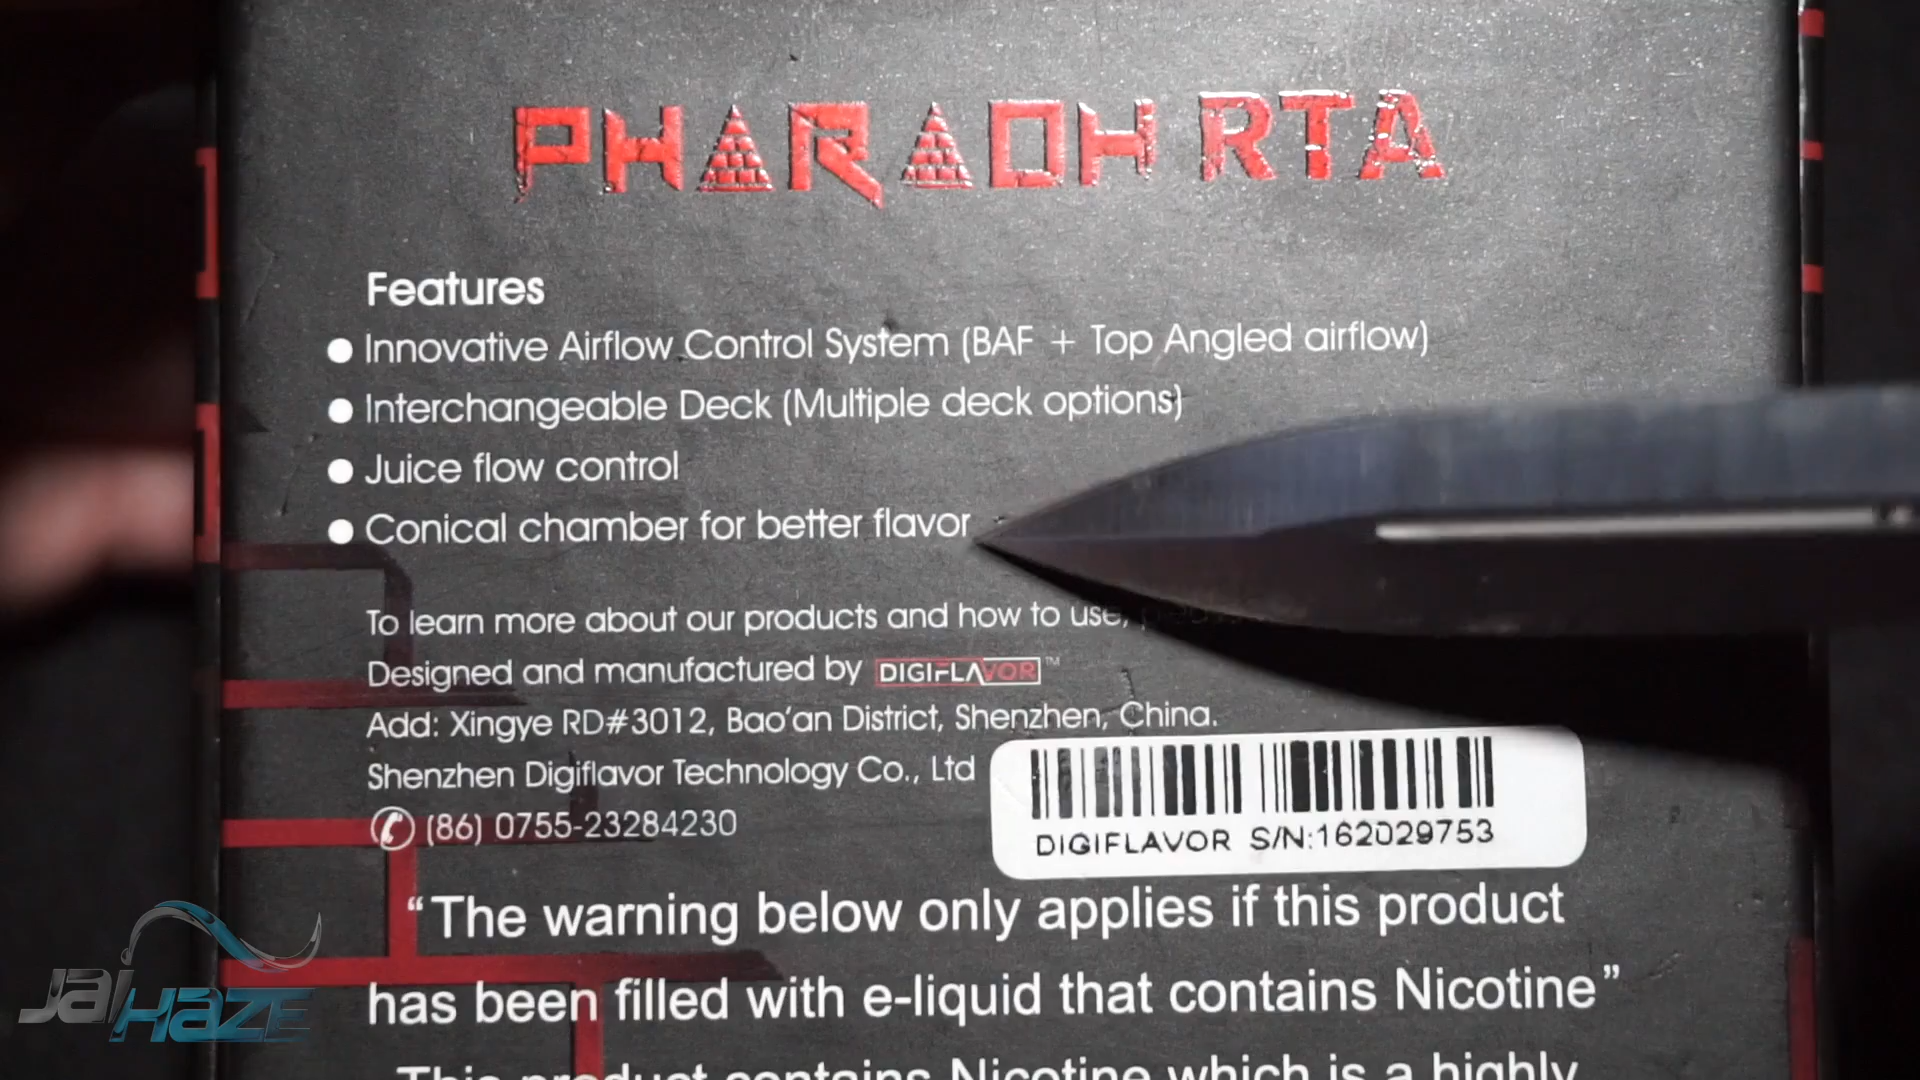 PHARAOH RTA
Features
● Innovative Airflow Control System (BAF + Top Angled airflow)
● Interchangeable Deck (Multiple deck options)
● Juice flow control
● Conical chamber for better flavor
To learn more about our products and how to use,
Designed and manufactured by DIGIFLAVOR™
Add: Xingye RD#3012, Bao'an District, Shenzhen, China.
Shenzhen Digiflavor Technology Co., Ltd
(86) 0755-23284230
DIGIFLAVOR S/N:162029753
“The warning below only applies if this product
has been filled with e-liquid that contains Nicotine”
This product contains Nicotine which is a highly
Jai Haze